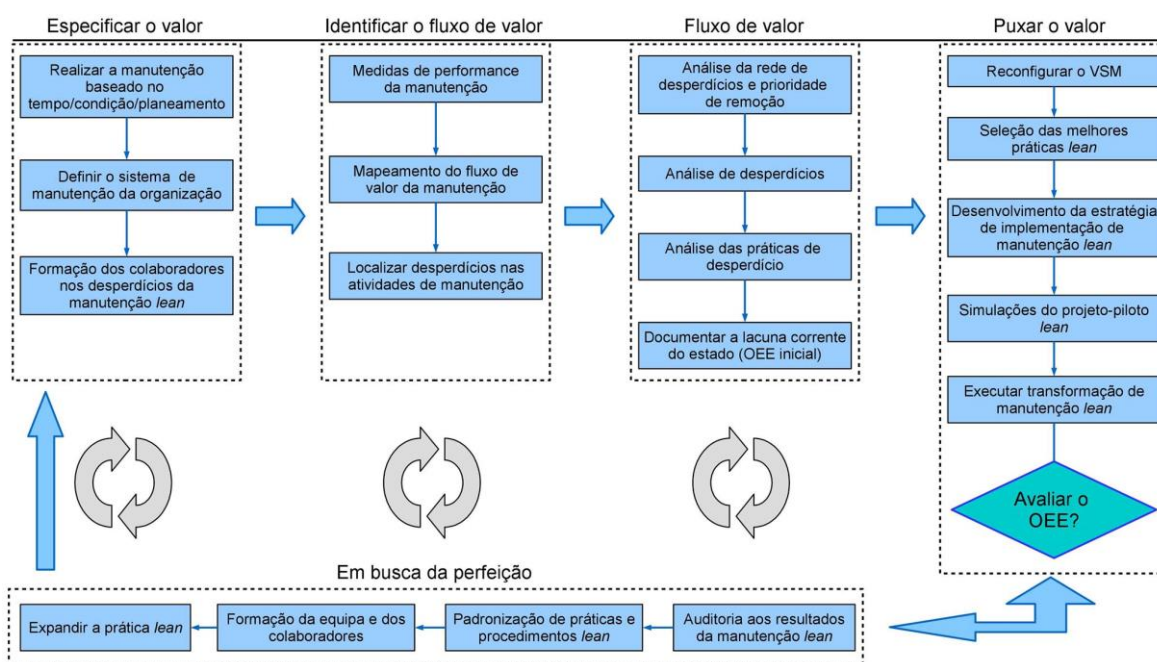 Especificar o valor
Identificar o fluxo de valor
Fluxo de valor
Puxar o valor
Realizar a manutenção
baseado no
tempo/condição/planeamento
Definir o sistema de
manutenção da organização
Formação dos colaboradores
nos desperdícios da
manutenção lean
Medidas de performance
da manutenção
Mapeamento do fluxo de
valor da manutenção
Localizar desperdícios nas
atividades de manutenção
Análise da rede de
desperdícios e prioridade
de remoção
Análise de desperdícios
Análise das práticas de
desperdício
Documentar a lacuna corrente
do estado (OEE inicial)
Reconfigurar o VSM
Seleção das melhores
práticas lean
Desenvolvimento da estratégia
de implementação de
manutenção lean
Simulações do projeto-piloto
lean
Executar transformação de
manutenção lean
Avaliar o
OEE?
Em busca da perfeição
Expandir a prática lean
Formação da equipa e dos
colaboradores
Padronização de práticas e
procedimentos lean
Auditoria aos resultados
da manutenção lean